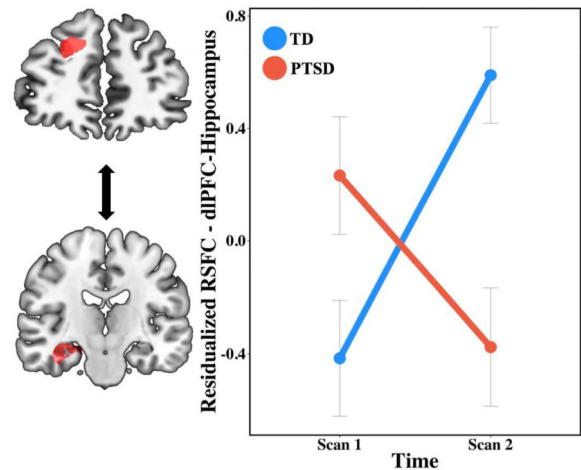 0.8
TD
PTSD
0.4
0.0
-0.4
Residualized RSFC - dlPFC-Hippocampus
Scan 1
Scan 2
Time